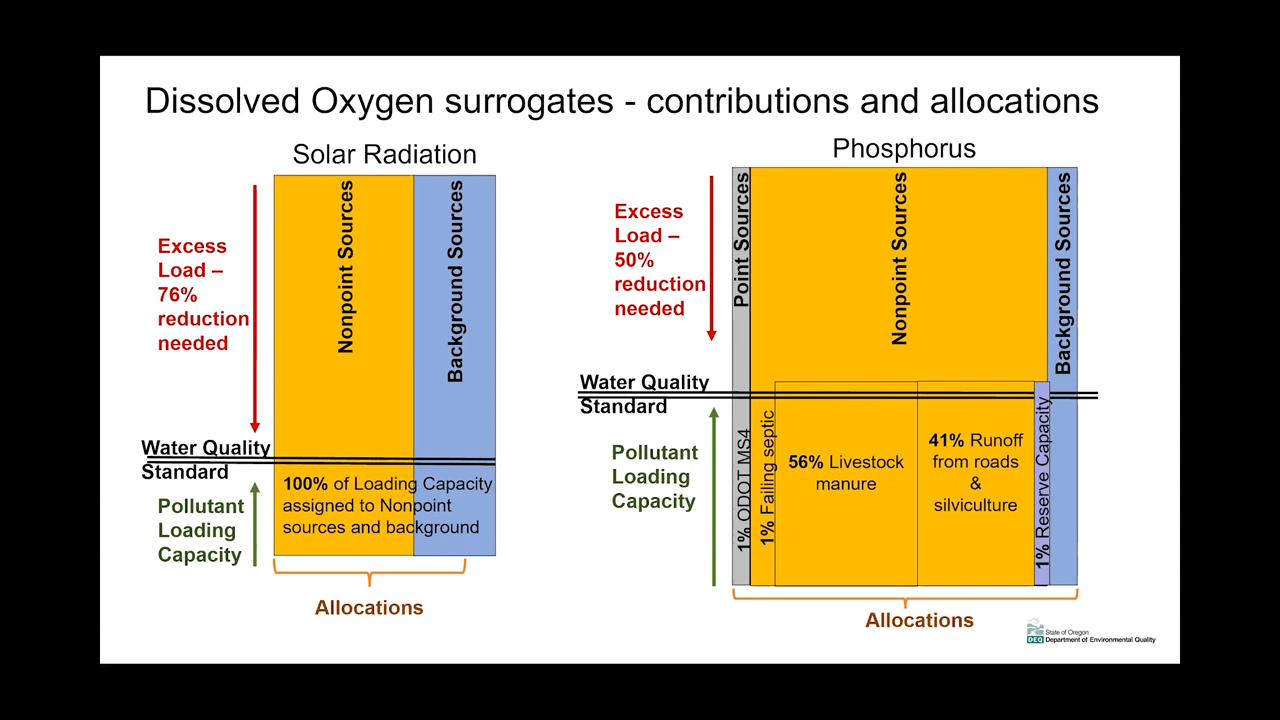 Dissolved Oxygen surrogates - contributions and allocations
Solar Radiation
Excess
Load –
76%
reduction
needed
Nonpoint Sources
Background Sources
Water Quality
Standard
Pollutant
Loading
Capacity
100% of Loading Capacity
assigned to Nonpoint
sources and background
Allocations
Phosphorus
Excess
Load –
50%
reduction
needed
Point Sources
Nonpoint Sources
Background Sources
Water Quality
Standard
Pollutant
Loading
Capacity
1% ODOT MS4
1% Failing septic
56% Livestock
manure
41% Runoff
from roads
&
silviculture
1% Reserve Capacity
Allocations
State of Oregon
DEQ Department of Environmental Quality